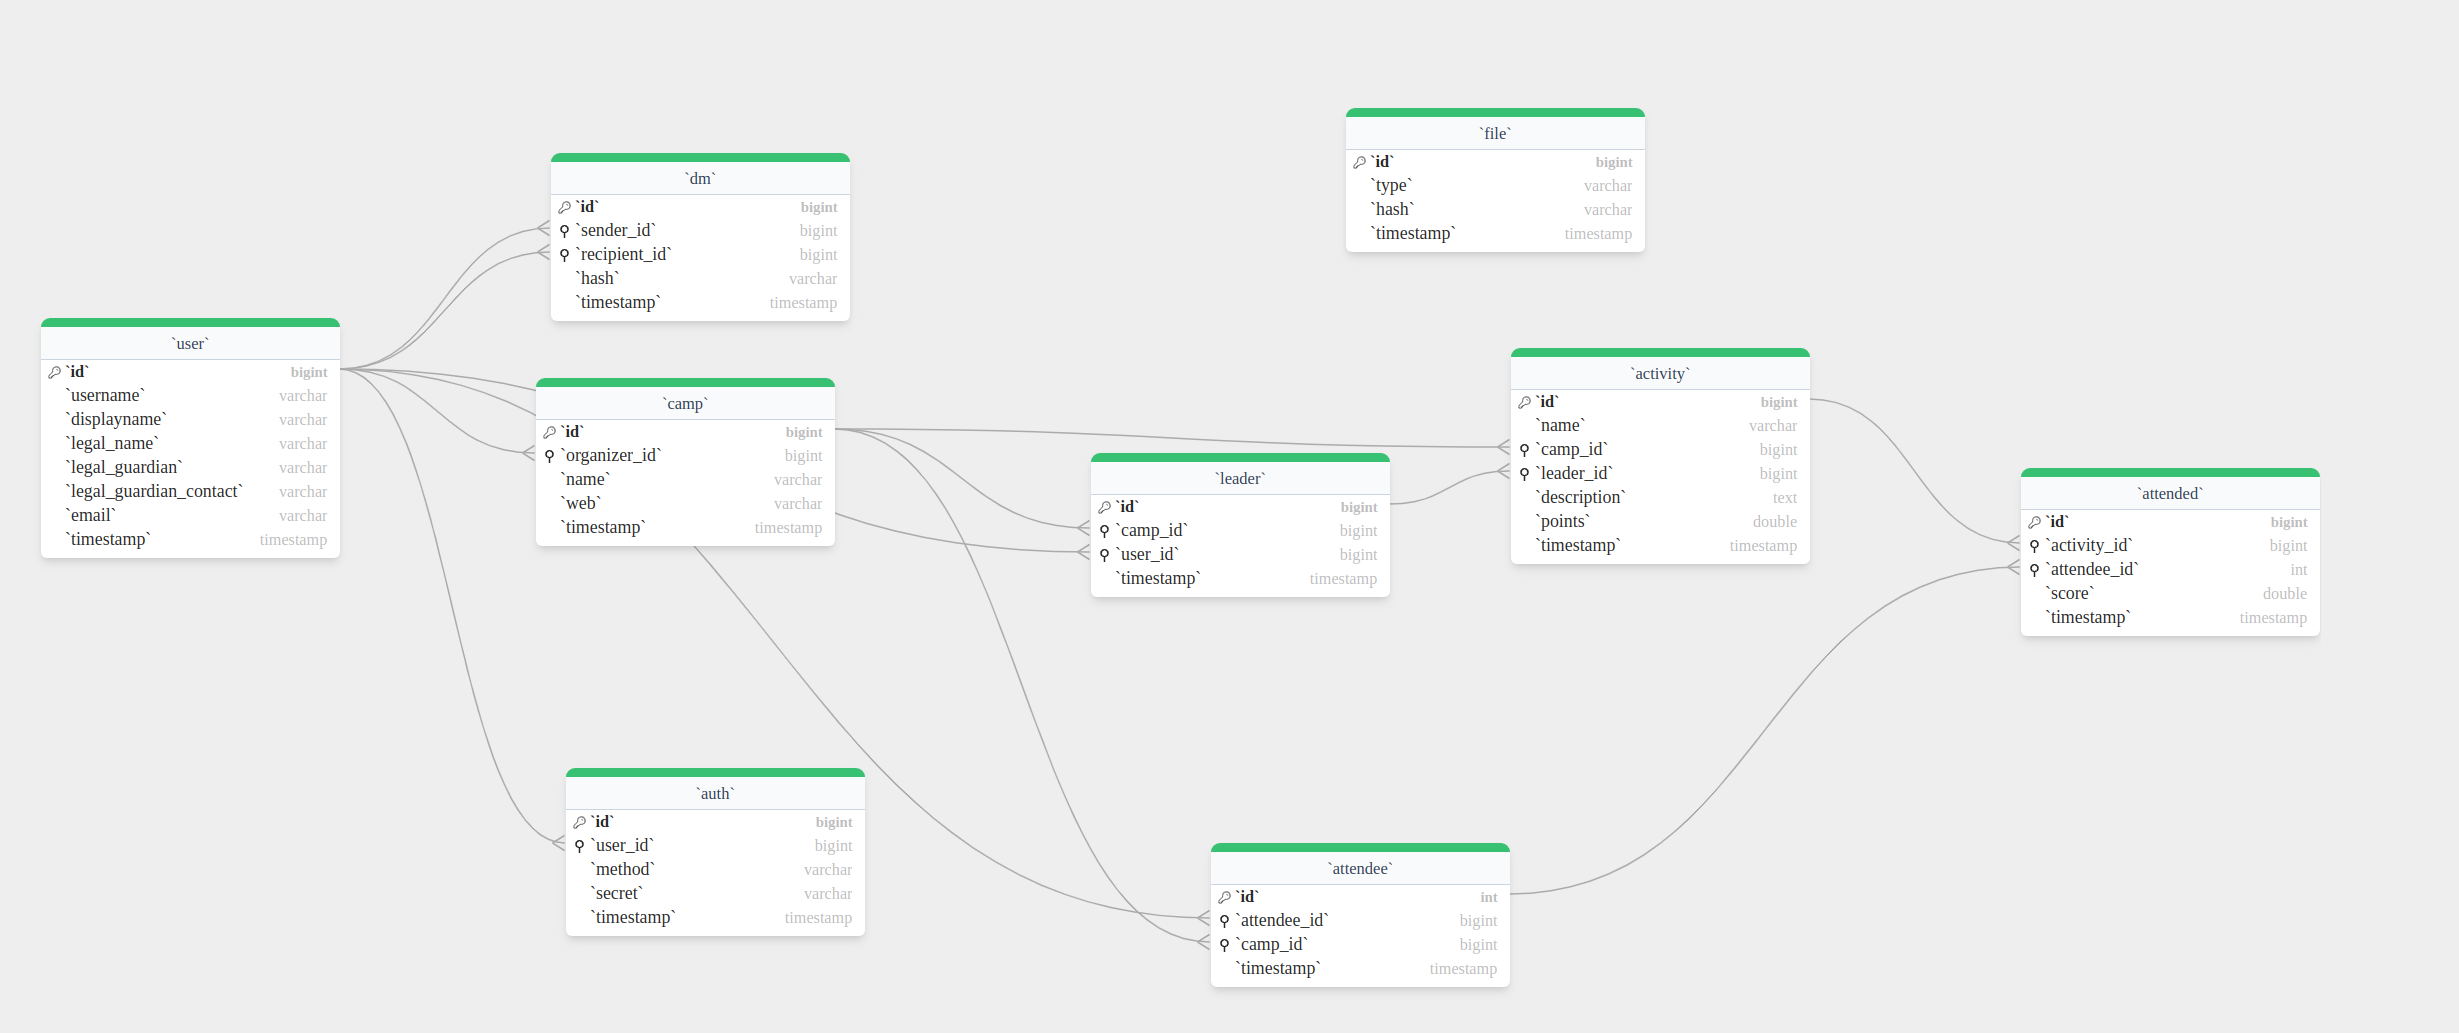 `user`
`id` bigint
`username` varchar
`displayname` varchar
`legal_name` varchar
`legal_guardian` varchar
`legal_guardian_contact` varchar
`email` varchar
`timestamp` timestamp
`dm`
`id` bigint
`sender_id` bigint
`recipient_id` bigint
`hash` varchar
`timestamp` timestamp
`camp`
`id` bigint
`organizer_id` bigint
`name` varchar
`web` varchar
`timestamp` timestamp
`auth`
`id` bigint
`user_id` bigint
`method` varchar
`secret` varchar
`timestamp` timestamp
`leader`
`id` bigint
`camp_id` bigint
`user_id` bigint
`timestamp` timestamp
`attendee`
`id` int
`attendee_id` bigint
`camp_id` bigint
`timestamp` timestamp
`file`
`id` bigint
`type` varchar
`hash` varchar
`timestamp` timestamp
`activity`
`id` bigint
`name` varchar
`camp_id` bigint
`leader_id` bigint
`description` text
`points` double
`timestamp` timestamp
`attended`
`id` bigint
`activity_id` bigint
`attendee_id` int
`score` double
`timestamp` timestamp